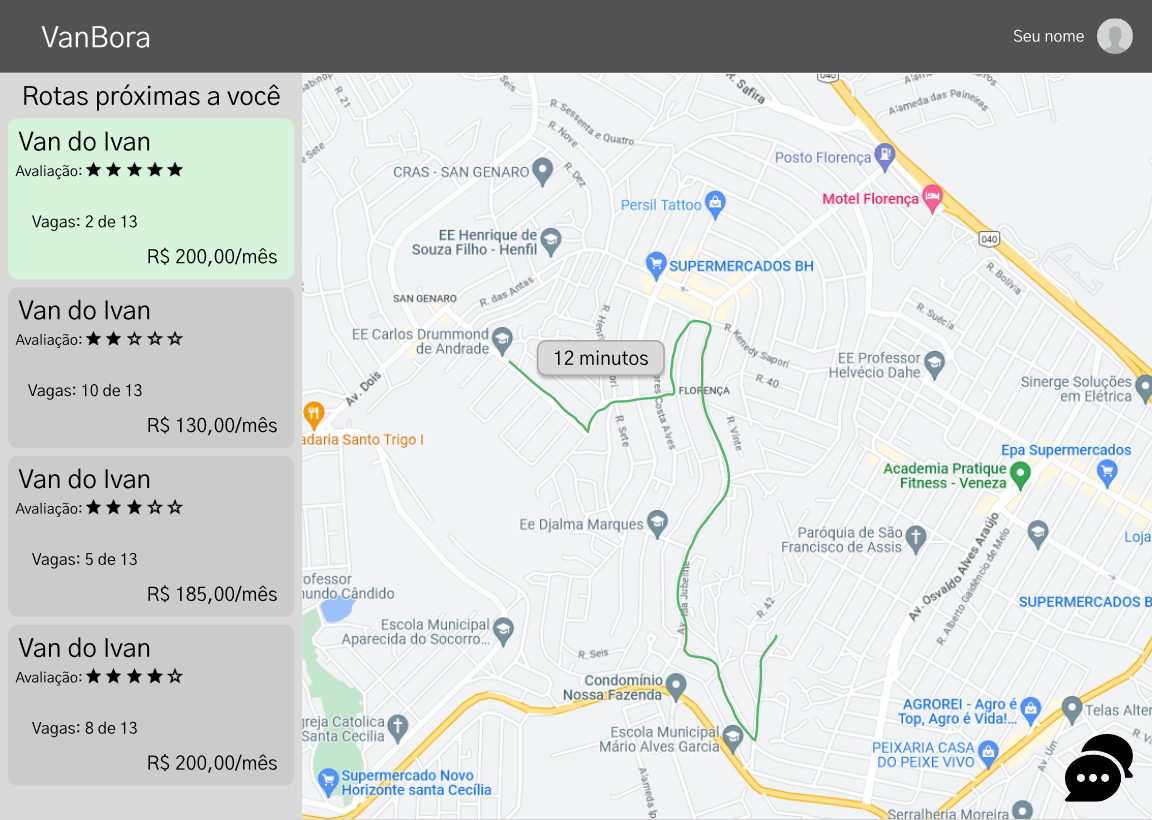 VanBora
Seu nome
Rotas próximas a você
Van do Ivan
Avaliação:
Vagas: 2 de 13
R$ 200,00/mês
Van do Ivan
Avaliação:
Vagas: 10 de 13
R$ 130,00/mês
Van do Ivan
Avaliação:
Vagas: 5 de 13
R$ 185,00/mês
Van do Ivan
Avaliação:
Vagas: 8 de 13
R$ 200,00/mês
040
R. Safira
Alameda das Paineiras
Seis
R. 21
R. Sessenta e Quatro
R. Nove
R. Dez
Sete
Posto Florença
CRAS - SAN GENARO
Motel Florença
Persil Tattoo
EE Henrique de
Souza Filho - Henfil
040
SUPERMERCADOS BH
R. Bolívia
R. das Antas
SAN GENARO
R. Suécia
EE Carlos Drummond
de Andrade
12 minutos
R. Kenedy Sapori
EE Professor
Helvécio Dahe
R. 40
Av. Dois
FLORENÇA
Sinerge Soluções
em Elétrica
R. Sete
R. Vinte
adaria Santo Trigo I
Epa Supermercados
Academia Pratique
Fitness - Veneza
Ee Djalma Marques
Paróquia de São
Francisco de Assis
Loja
Av. Osvaldo Alves Araújo
R. Alberto Galdêncio de Melo
ofessor
mundo Cândido
R. 42
SUPERMERCADOS B
Escola Municipal
Aparecida do Socorro...
R. Seis
Condomínio
Nossa Fazenda
AGROREI - Agro é
Top, Agro é Vida!...
Telas Alter
greja Catolica
Santa Cecilia
Escola Municipal
Mário Alves Garcia
PEIXARIA CASA
DO PEIXE VIVO
Av. Um
Supermercado Novo
Horizonte santa Cecília
Serralheria Moreira